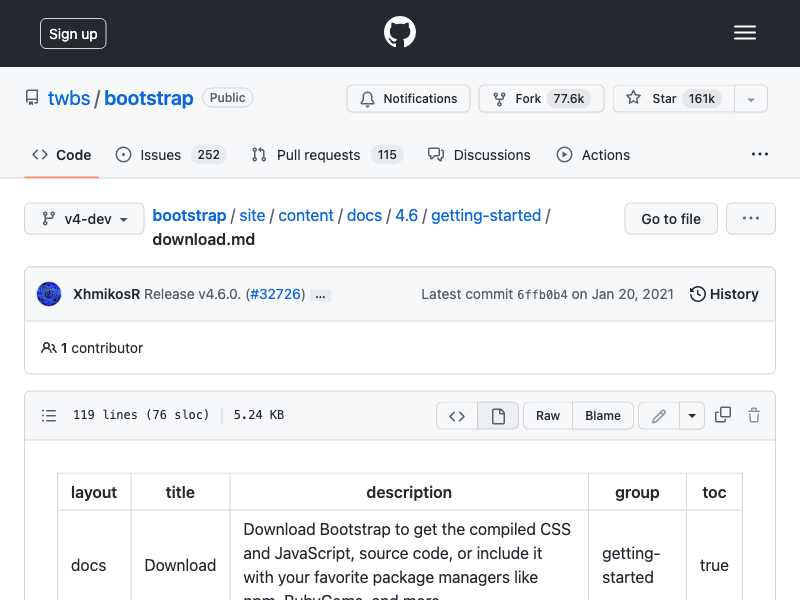 Sign up
twbs / bootstrap Public
Notifications Fork 77.6k Star 161k
Code Issues 252 Pull requests 115 Discussions Actions ...
v4-dev bootstrap / site / content / docs / 4.6 / getting-started / Go to file ...
download.md
XhmikosR Release v4.6.0. (#32726) ... Latest commit 6ffb0b4 on Jan 20, 2021 History
1 contributor
119 lines (76 sloc) 5.24 KB Raw Blame
layout title description group toc
docs Download Download Bootstrap to get the compiled CSS
and JavaScript, source code, or include it
with your favorite package managers like
npm, RubyGems, and more.
getting-
started
true